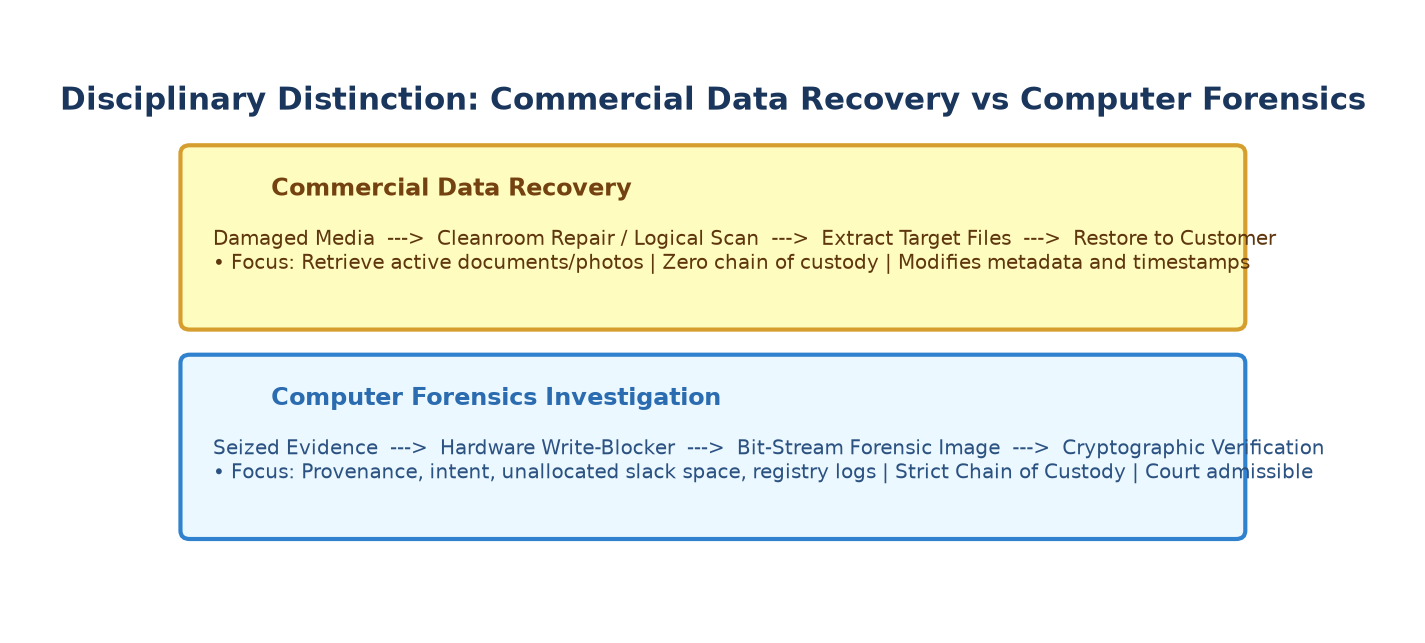 Disciplinary Distinction: Commercial Data Recovery vs Computer Forensics
Commercial Data Recovery
Damaged Media ---> Cleanroom Repair / Logical Scan ---> Extract Target Files ---> Restore to Customer
• Focus: Retrieve active documents/photos | Zero chain of custody | Modifies metadata and timestamps
Computer Forensics Investigation
Seized Evidence ---> Hardware Write-Blocker ---> Bit-Stream Forensic Image ---> Cryptographic Verification
• Focus: Provenance, intent, unallocated slack space, registry logs | Strict Chain of Custody | Court admissible